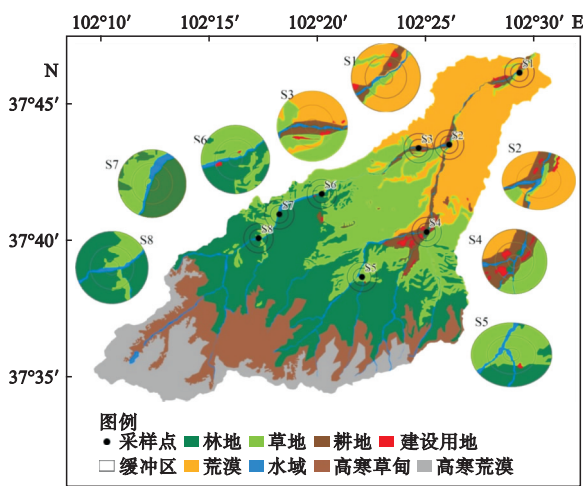 102°10′ 102°15′ 102°20′ 102°25′ 102°30′ E
N
37°45′
37°40′
37°35′
S1
S3
S6
S7
S8
S2
S4
S5
S1
S2
S3
S6
S7
S8
S4
S5
图例
采样点 林地 草地 耕地 建设用地
缓冲区 荒漠 水域 高寒草甸 高寒荒漠